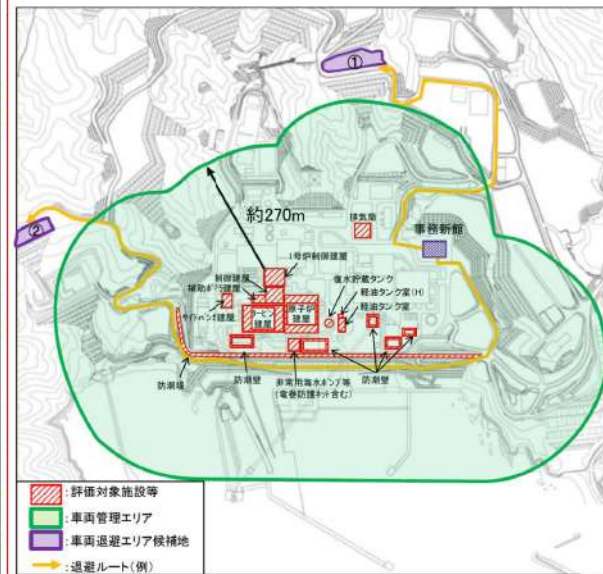 ①
②
約270m
排気筒
事務新館
1号炉制御建屋
制御建屋
補助ボイラ建屋
復水貯蔵タンク
軽油タンク室(H)
軽油タンク室
サイトバンカ建屋
タービン
建屋
原子炉
建屋
防潮堤
防潮壁
非常用海水ポンプ等
(竜巻防護ネット含む)
防潮壁
:評価対象施設等
:車両管理エリア
:車両退避エリア候補地
:退避ルート(例)